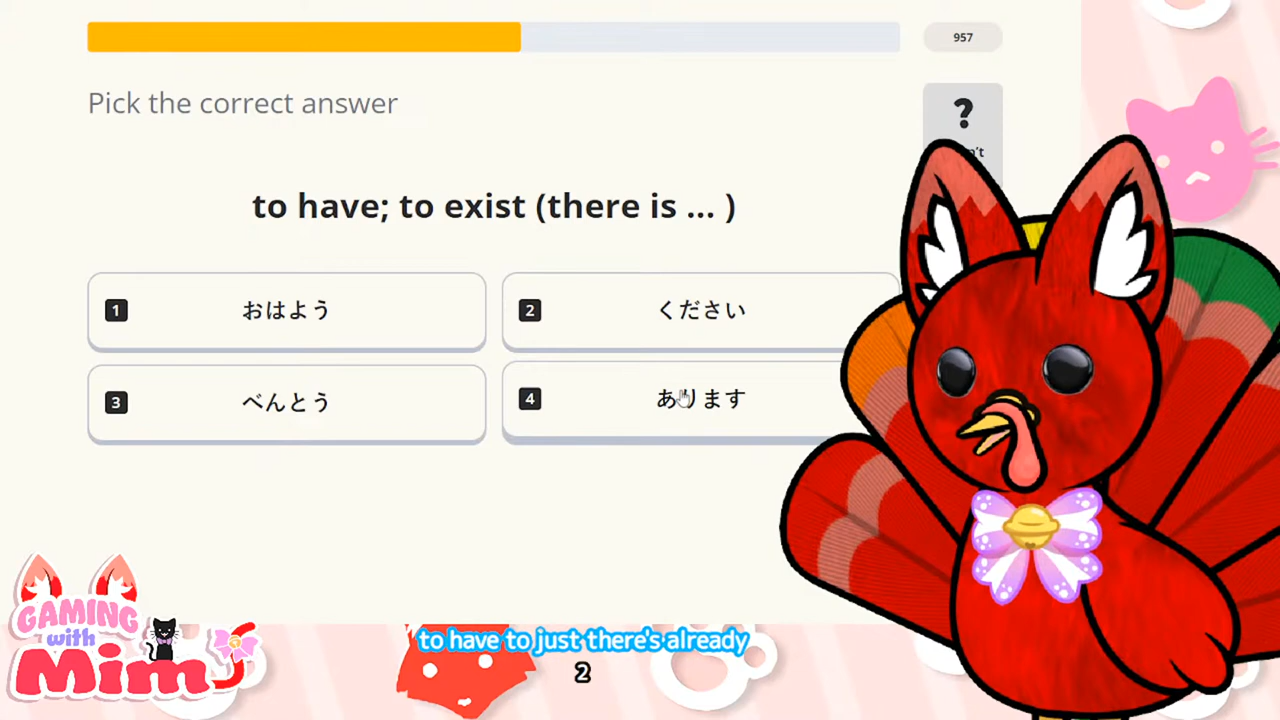 957
Pick the correct answer
?
to have; to exist (there is ... )
1 おはよう
2 ください
3 べんとう
4 あります
GAMING
with
Mim
to have to just there's already
2